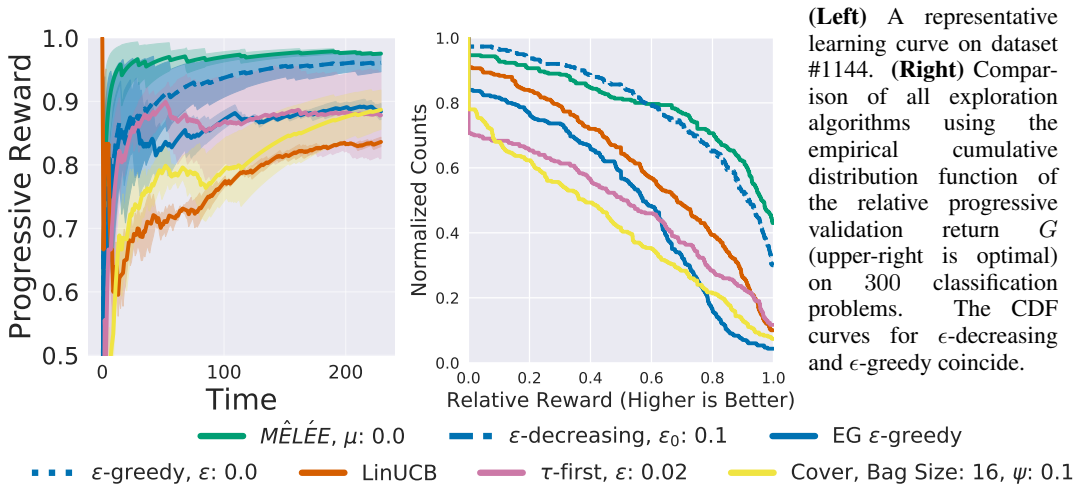 Progressive Reward
1.0
0.9
0.8
0.7
0.6
0.5
0
100
200
Time
Normalized Counts
1.0
0.8
0.6
0.4
0.2
0.0
0.0
0.2
0.4
0.6
0.8
1.0
Relative Reward (Higher is Better)
(Left) A representative
learning curve on dataset
#1144. (Right) Compar-
ison of all exploration
algorithms using the
empirical cumulative
distribution function of
the relative progressive
validation return G
(upper-right is optimal)
on 300 classification
problems. The CDF
curves for ϵ-decreasing
and ϵ-greedy coincide.
MÊLÉE, μ: 0.0
ε-decreasing, ε₀: 0.1
EG ε-greedy
ε-greedy, ε: 0.0
LinUCB
τ-first, ε: 0.02
Cover, Bag Size: 16, ψ: 0.1